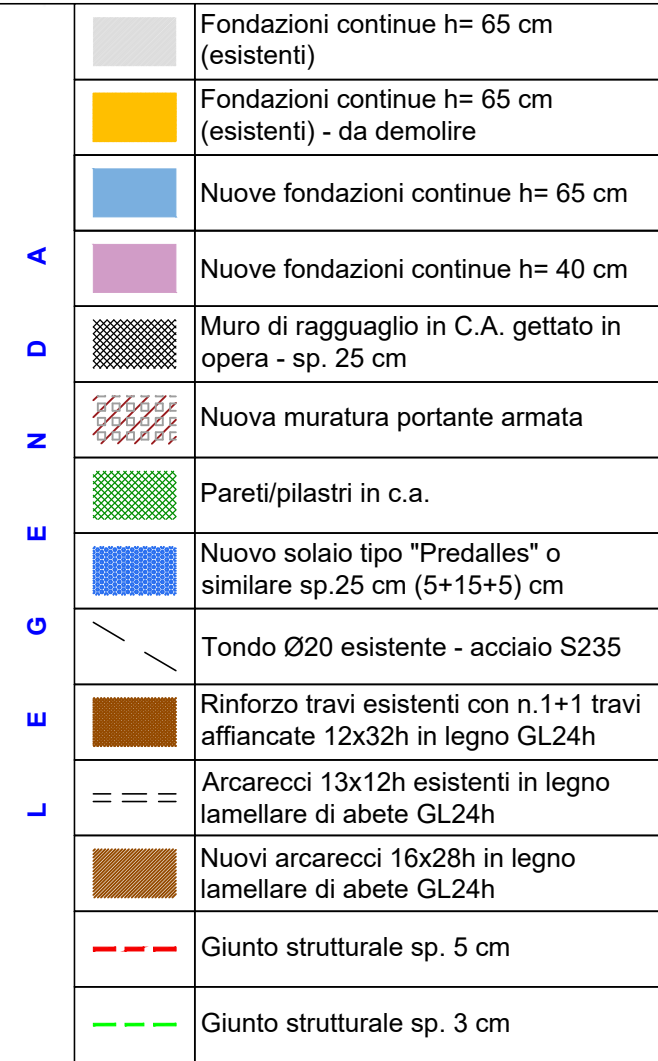 LEGENDA
Fondazioni continue h= 65 cm
(esistenti)
Fondazioni continue h= 65 cm
(esistenti) - da demolire
Nuove fondazioni continue h= 65 cm
Nuove fondazioni continue h= 40 cm
Muro di ragguaglio in C.A. gettato in
opera - sp. 25 cm
Nuova muratura portante armata
Pareti/pilastri in c.a.
Nuovo solaio tipo "Predalles" o
similare sp.25 cm (5+15+5) cm
Tondo Ø20 esistente - acciaio S235
Rinforzo travi esistenti con n.1+1 travi
affiancate 12x32h in legno GL24h
Arcarecci 13x12h esistenti in legno
lamellare di abete GL24h
Nuovi arcarecci 16x28h in legno
lamellare di abete GL24h
Giunto strutturale sp. 5 cm
Giunto strutturale sp. 3 cm